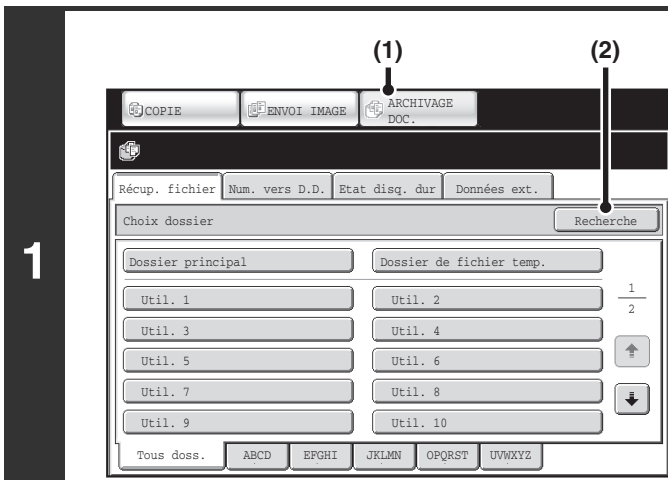 1
(1) (2)
COPIE ENVOI IMAGE ARCHIVAGE
DOC.
Récup. fichier Num. vers D.D. Etat disq. dur Données ext.
Choix dossier Recherche
Dossier principal Dossier de fichier temp.
Util. 1 Util. 2 1
2
Util. 3 Util. 4
Util. 5 Util. 6
Util. 7 Util. 8
Util. 9 Util. 10
Tous doss. ABCD EFGHI JKLMN OPQRST UVWXYZ